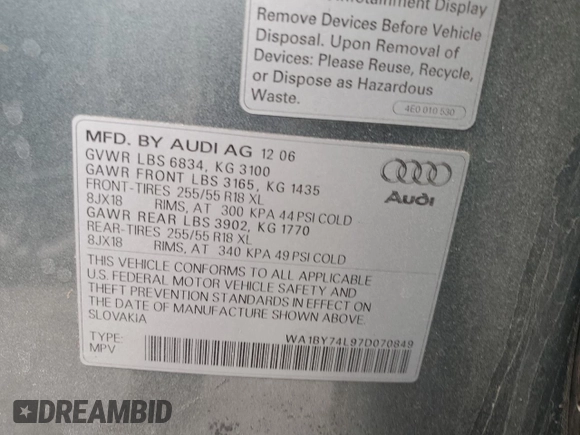 Infotainment Display
Remove Devices Before Vehicle
Disposal. Upon Removal of
Devices: Please Reuse, Recycle,
or Dispose as Hazardous
Waste.
4E0 010 530
MFD. BY AUDI AG 12 06
GVWR LBS 6834, KG 3100
GAWR FRONT LBS 3165, KG 1435
FRONT-TIRES 255/55 R18 XL
8JX18 RIMS, AT 300 KPA 44 PSI COLD
GAWR REAR LBS 3902, KG 1770
REAR-TIRES 255/55 R18 XL
8JX18 RIMS, AT 340 KPA 49 PSI COLD
Audi
THIS VEHICLE CONFORMS TO ALL APPLICABLE
U.S. FEDERAL MOTOR VEHICLE SAFETY AND
THEFT PREVENTION STANDARDS IN EFFECT ON
THE DATE OF MANUFACTURE SHOWN ABOVE.
SLOVAKIA
TYPE:
MPV
WA1BY74L97D070849
DREAMBID